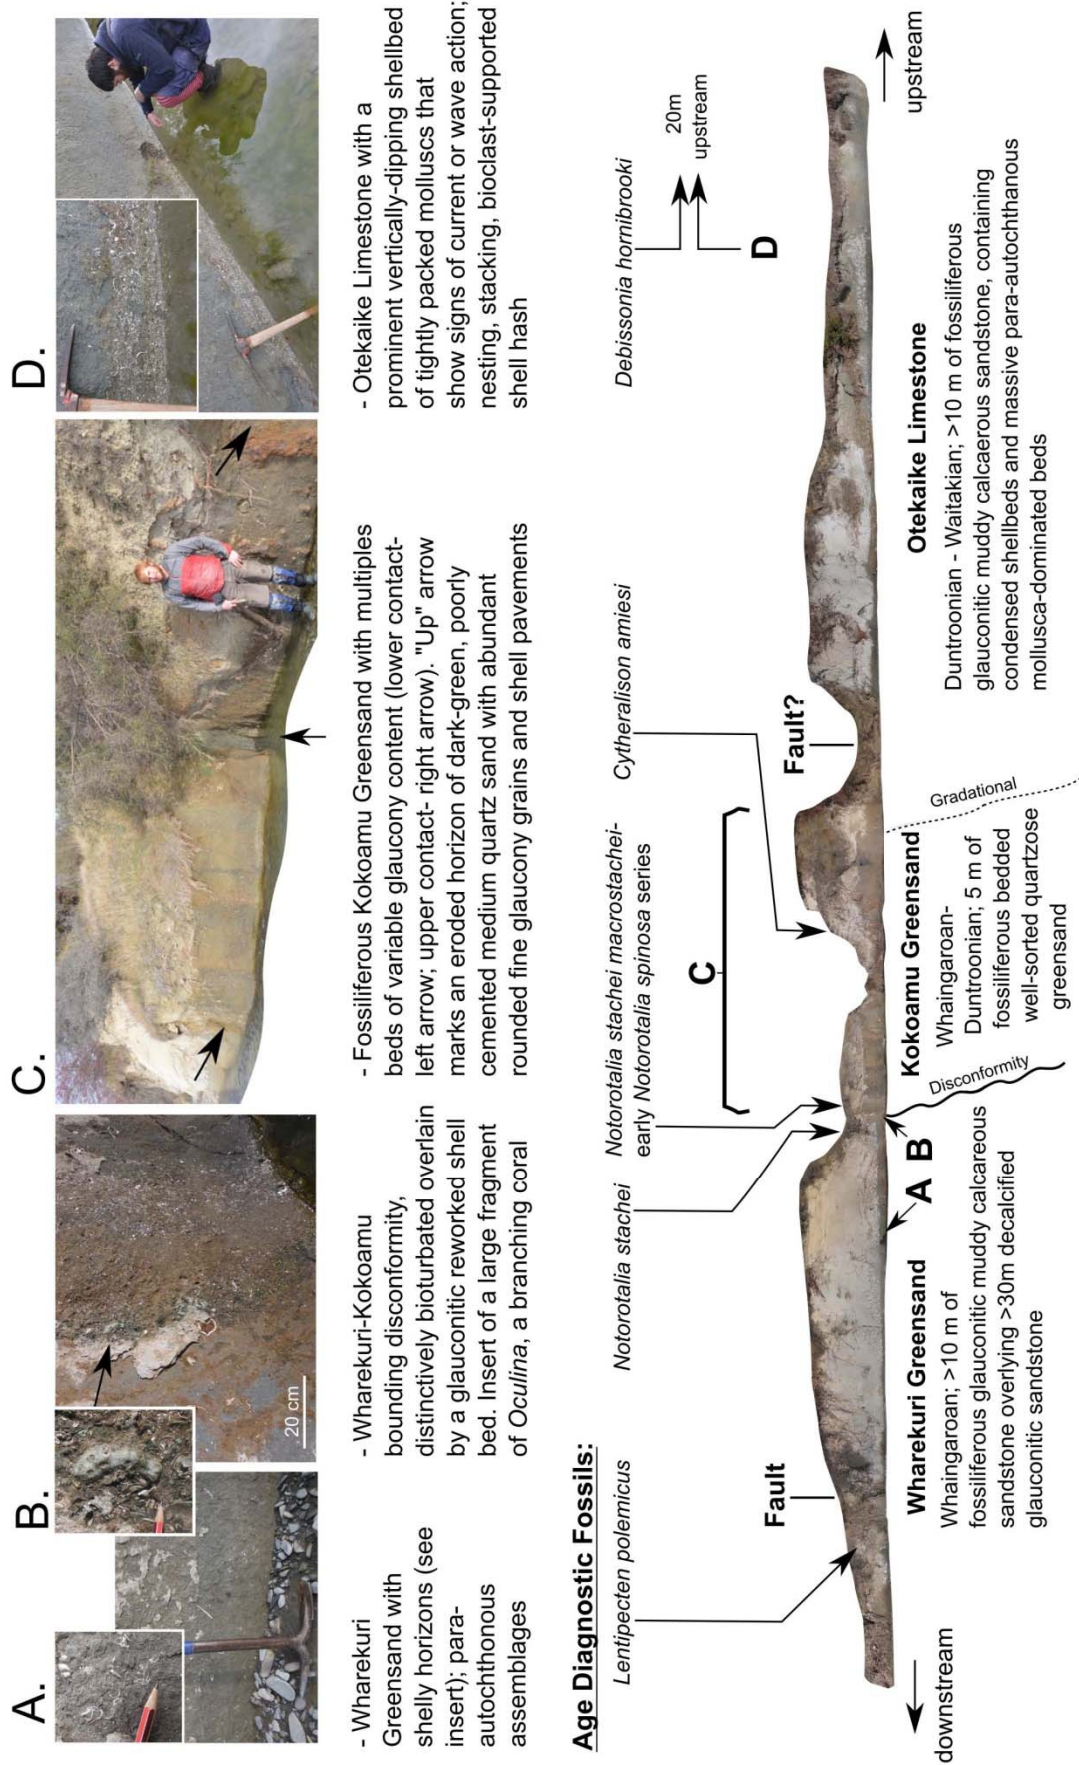 A.
B.
C.
D.
20 cm
- Wharekuri
Greensand with
shelly horizons (see
insert); para-
autochthonous
assemblages
- Wharekuri-Kokoamu
bounding disconformity,
distinctively bioturbated overlain
by a glauconitic reworked shell
bed. Insert of a large fragment
of Oculina, a branching coral
- Fossiliferous Kokoamu Greensand with multiples
beds of variable glaucony content (lower contact-
left arrow; upper contact- right arrow). "Up" arrow
marks an eroded horizon of dark-green, poorly
cemented medium quartz sand with abundant
rounded fine glaucony grains and shell pavements
- Otekaike Limestone with a
prominent vertically-dipping shellbed
of tightly packed molluscs that
show signs of current or wave action;
nesting, stacking, bioclast-supported
shell hash
Age Diagnostic Fossils:
Lentipecten polemicus
Notorotalia stachei
Notorotalia stachei macrostachei-
early Notorotalia spinosa series
Cytheralison amiesi
Debissonia hornibrooki
20m
upstream
C
D
Fault
Fault?
downstream
upstream
A
B
Wharekuri Greensand
Whaingaroan; >10 m of
fossiliferous glauconitic muddy calcareous
sandstone overlying >30m decalcified
glauconitic sandstone
Disconformity
Kokoamu Greensand
Whaingaroan-
Duntroonian; 5 m of
fossiliferous bedded
well-sorted quartzose
greensand
Gradational
Otekaike Limestone
Duntroonian - Waitakian; >10 m of fossiliferous
glauconitic muddy calcaerous sandstone, containing
condensed shellbeds and massive para-autochthanous
mollusca-dominated beds